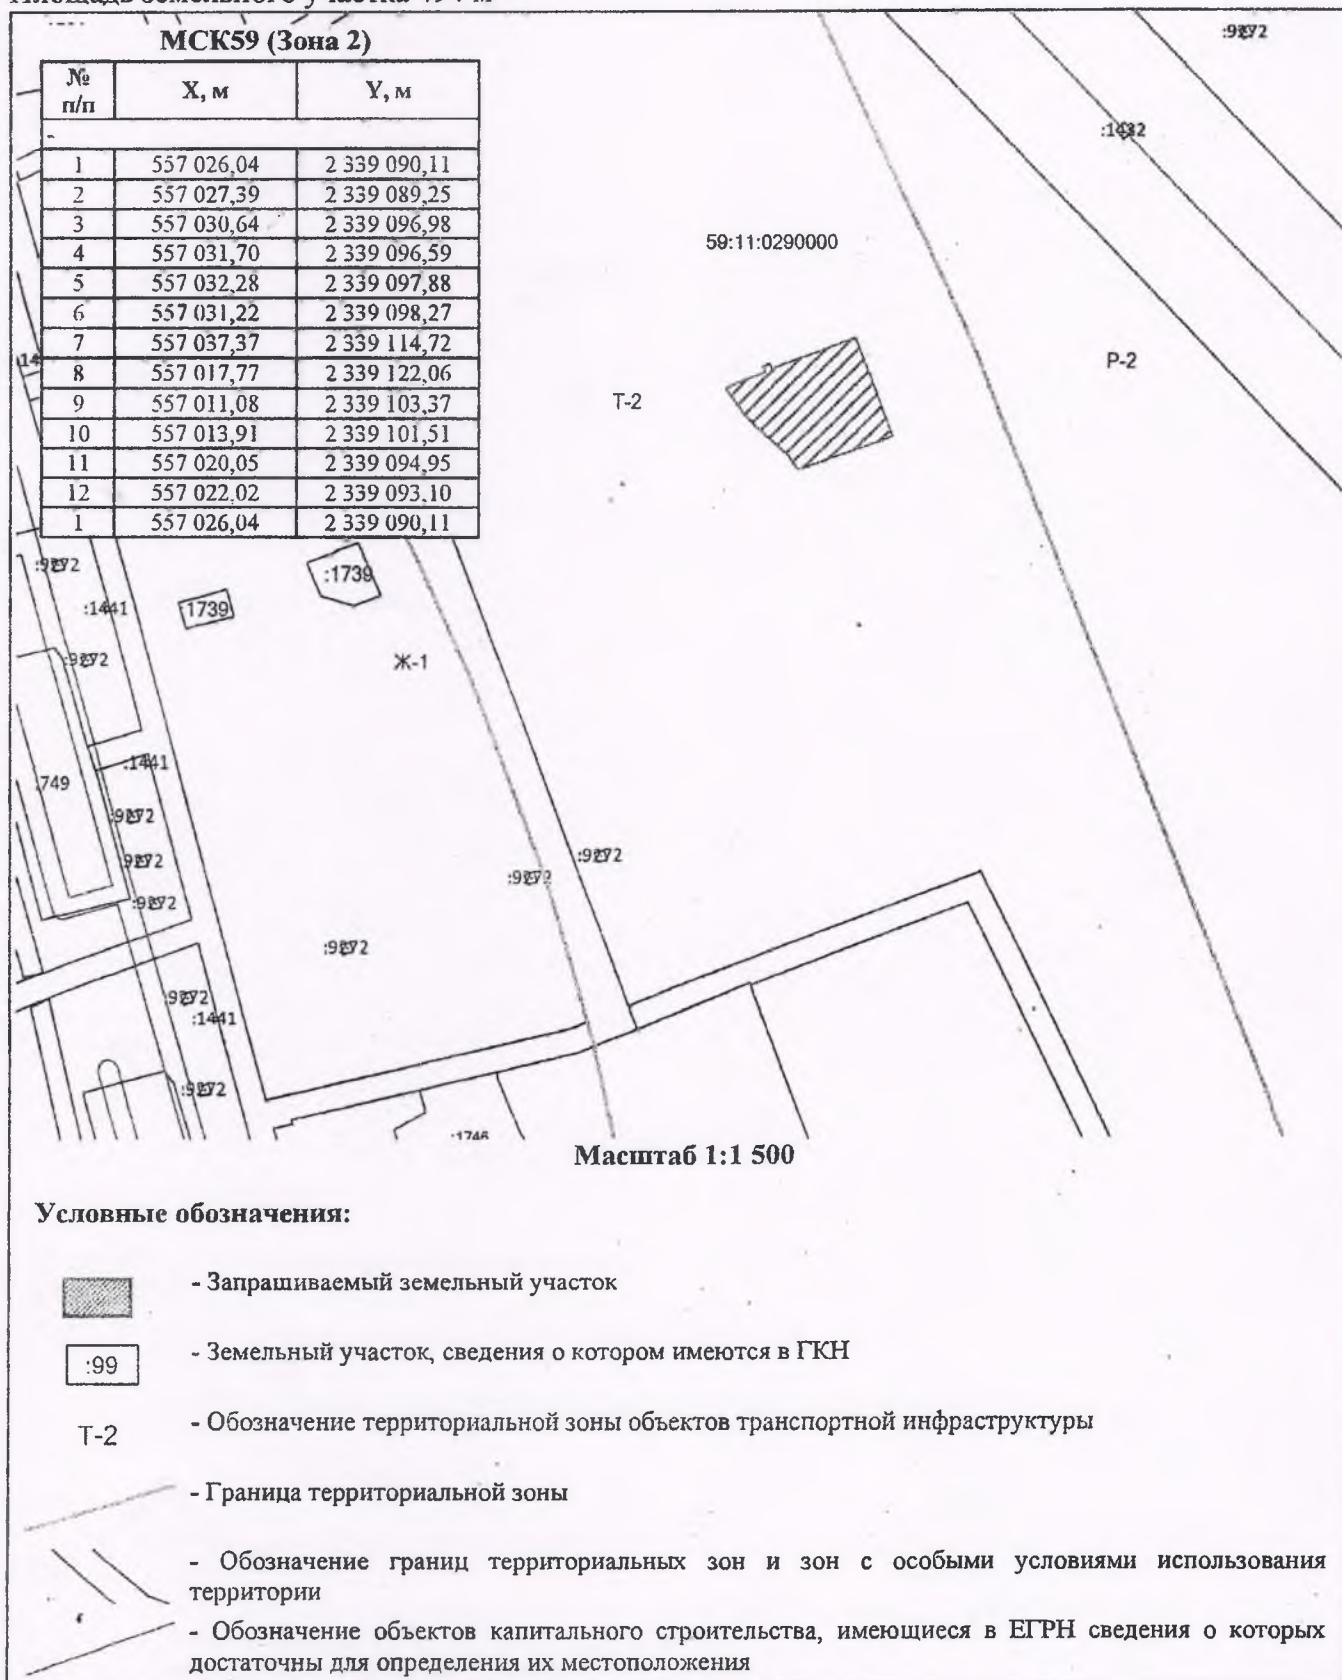 МСК59 (Зона 2)
№ п/п X, м Y, м
-
1 557 026,04 2 339 090,11
2 557 027,39 2 339 089,25
3 557 030,64 2 339 096,98
4 557 031,70 2 339 096,59
5 557 032,28 2 339 097,88
6 557 031,22 2 339 098,27
7 557 037,37 2 339 114,72
8 557 017,77 2 339 122,06
9 557 011,08 2 339 103,37
10 557 013,91 2 339 101,51
11 557 020,05 2 339 094,95
12 557 022,02 2 339 093,10
1 557 026,04 2 339 090,11
:9272
:1432
59:11:0290000
Р-2
Т-2
:9272
:1739
:1441
:1739
:9272
Ж-1
:1441
:749
:9272
:9272
:9272
:9272
:9272
:9272
:9272
:1441
:9272
:1746
Масштаб 1:1 500
Условные обозначения:
- Запрашиваемый земельный участок
:99
- Земельный участок, сведения о котором имеются в ГКН
Т-2
- Обозначение территориальной зоны объектов транспортной инфраструктуры
- Граница территориальной зоны
- Обозначение границ территориальных зон и зон с особыми условиями использования
территории
- Обозначение объектов капитального строительства, имеющиеся в ЕГРН сведения о которых
достаточны для определения их местоположения